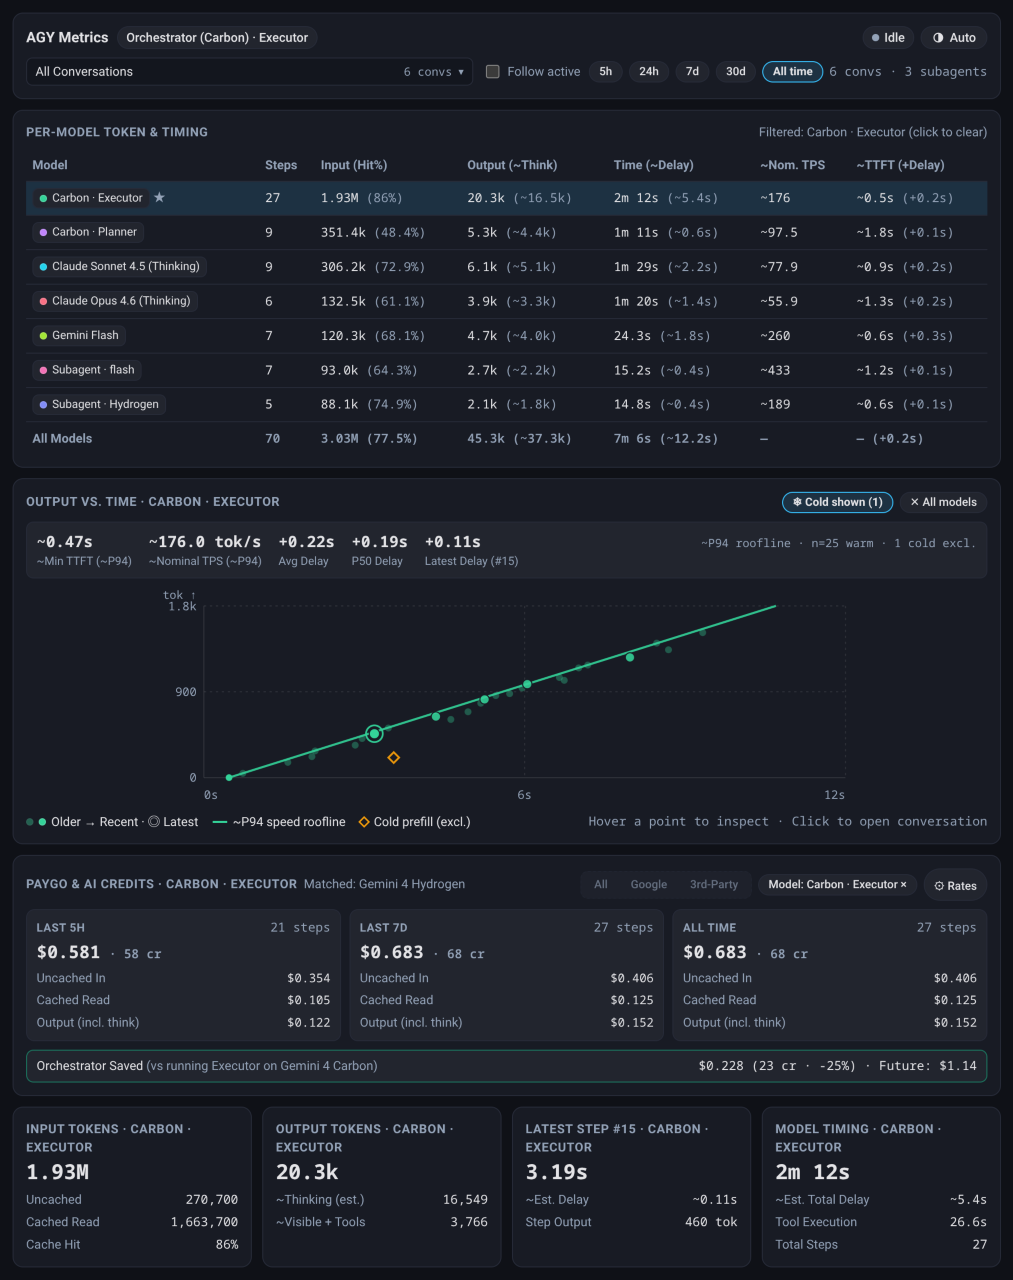 AGY Metrics Orchestrator (Carbon) · Executor Idle Auto
All Conversations 6 convs ▾ Follow active 5h 24h 7d 30d All time 6 convs · 3 subagents
PER-MODEL TOKEN & TIMING Filtered: Carbon · Executor (click to clear)
Model Steps Input (Hit%) Output (~Think) Time (~Delay) ~Nom. TPS ~TTFT (+Delay)
Carbon · Executor ★ 27 1.93M (86%) 20.3k (~16.5k) 2m 12s (~5.4s) ~176 ~0.5s (+0.2s)
Carbon · Planner 9 351.4k (48.4%) 5.3k (~4.4k) 1m 11s (~0.6s) ~97.5 ~1.8s (+0.1s)
Claude Sonnet 4.5 (Thinking) 9 306.2k (72.9%) 6.1k (~5.1k) 1m 29s (~2.2s) ~77.9 ~0.9s (+0.2s)
Claude Opus 4.6 (Thinking) 6 132.5k (61.1%) 3.9k (~3.3k) 1m 20s (~1.4s) ~55.9 ~1.3s (+0.2s)
Gemini Flash 7 120.3k (68.1%) 4.7k (~4.0k) 24.3s (~1.8s) ~260 ~0.6s (+0.3s)
Subagent · flash 7 93.0k (64.3%) 2.7k (~2.2k) 15.2s (~0.4s) ~433 ~1.2s (+0.1s)
Subagent · Hydrogen 5 88.1k (74.9%) 2.1k (~1.8k) 14.8s (~0.4s) ~189 ~0.6s (+0.1s)
All Models 70 3.03M (77.5%) 45.3k (~37.3k) 7m 6s (~12.2s) — — (+0.2s)
OUTPUT VS. TIME · CARBON · EXECUTOR ❄ Cold shown (1) ✕ All models
~0.47s ~176.0 tok/s +0.22s +0.19s +0.11s ~P94 roofline · n=25 warm · 1 cold excl.
~Min TTFT (~P94) ~Nominal TPS (~P94) Avg Delay P50 Delay Latest Delay (#15)
tok ↑
1.8k
900
0
0s 6s 12s
Older → Recent · ◎ Latest ~P94 speed roofline Cold prefill (excl.) Hover a point to inspect · Click to open conversation
PAYGO & AI CREDITS · CARBON · EXECUTOR Matched: Gemini 4 Hydrogen All Google 3rd-Party Model: Carbon · Executor × ⚙ Rates
LAST 5H 21 steps LAST 7D 27 steps ALL TIME 27 steps
$0.581 · 58 cr $0.683 · 68 cr $0.683 · 68 cr
Uncached In $0.354 Uncached In $0.406 Uncached In $0.406
Cached Read $0.105 Cached Read $0.125 Cached Read $0.125
Output (incl. think) $0.122 Output (incl. think) $0.152 Output (incl. think) $0.152
Orchestrator Saved (vs running Executor on Gemini 4 Carbon) $0.228 (23 cr · -25%) · Future: $1.14
INPUT TOKENS · CARBON ·
EXECUTOR
1.93M
Uncached 270,700
Cached Read 1,663,700
Cache Hit 86%
OUTPUT TOKENS · CARBON ·
EXECUTOR
20.3k
~Thinking (est.) 16,549
~Visible + Tools 3,766
LATEST STEP #15 · CARBON ·
EXECUTOR
3.19s
~Est. Delay ~0.11s
Step Output 460 tok
MODEL TIMING · CARBON ·
EXECUTOR
2m 12s
~Est. Total Delay ~5.4s
Tool Execution 26.6s
Total Steps 27